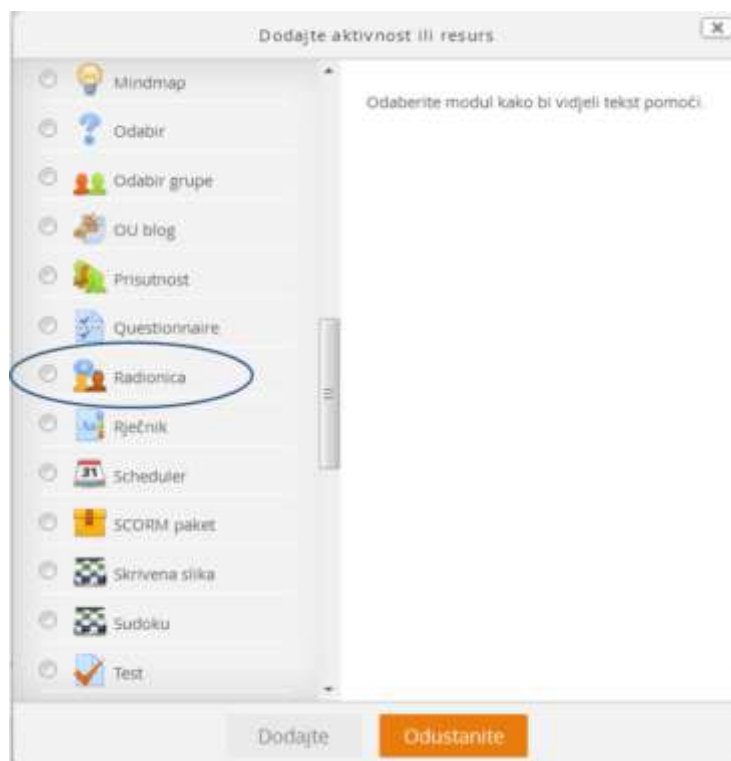 Dodajte aktivnost ili resurs
Mindmap
Odaberite modul kako bi vidjeli tekst pomoći.
Odabir
Odabir grupe
OU blog
Prisutnost
Questionnaire
Radionica
Rječnik
31
Scheduler
SCORM paket
Skrivena slika
Sudoku
Test
Dodajte
Odustanite